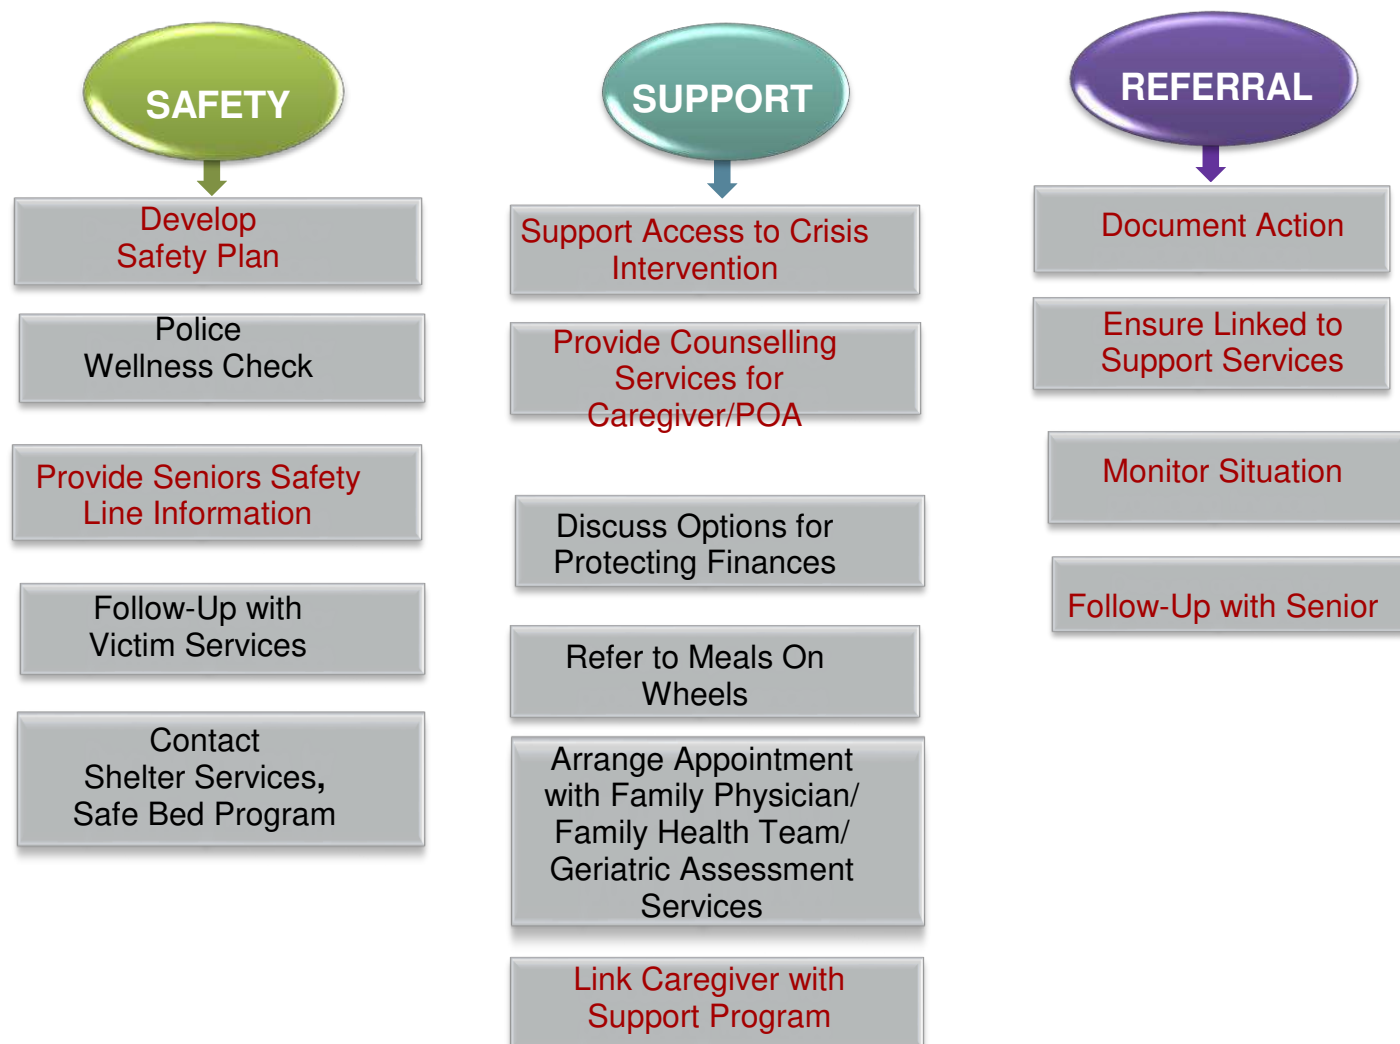 SAFETY
Develop
Safety Plan
Police
Wellness Check
Provide Seniors Safety
Line Information
Follow-Up with
Victim Services
Contact
Shelter Services,
Safe Bed Program
SUPPORT
Support Access to Crisis
Intervention
Provide Counselling
Services for
Caregiver/POA
Discuss Options for
Protecting Finances
Refer to Meals On
Wheels
Arrange Appointment
with Family Physician/
Family Health Team/
Geriatric Assessment
Services
Link Caregiver with
Support Program
REFERRAL
Document Action
Ensure Linked to
Support Services
Monitor Situation
Follow-Up with Senior